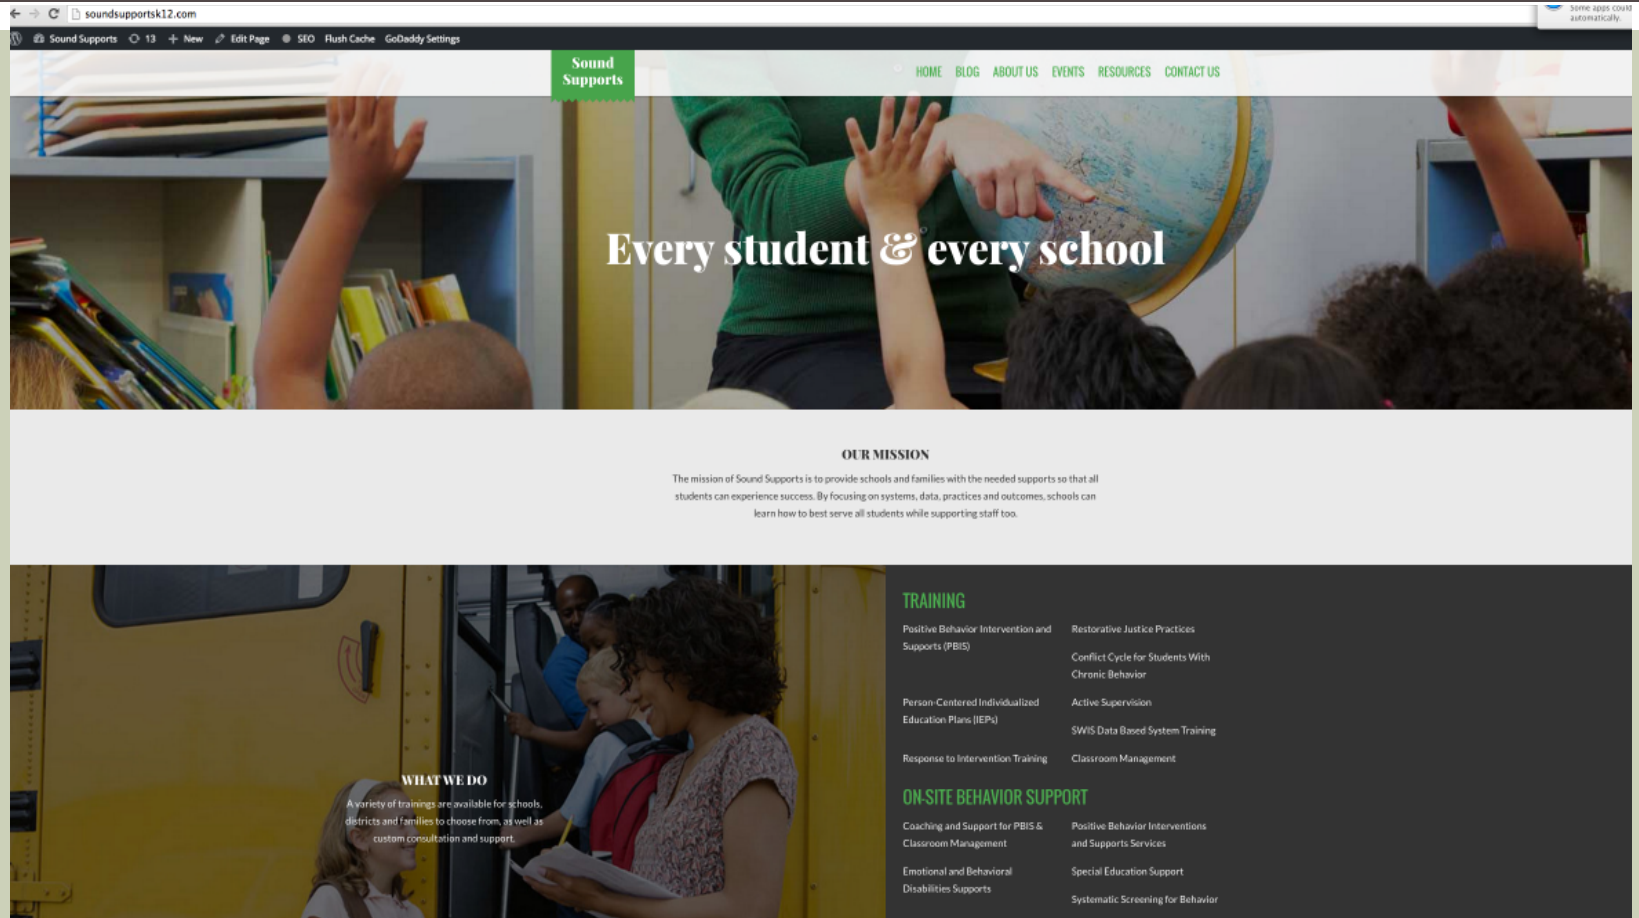 soundsupportsk12.com
Some apps could
automatically.
Sound Supports 13 + New Edit Page SEO Flush Cache GoDaddy Settings
Sound
Supports
HOME BLOG ABOUT US EVENTS RESOURCES CONTACT US
Every student & every school
OUR MISSION
The mission of Sound Supports is to provide schools and families with the needed supports so that all
students can experience success. By focusing on systems, data, practices and outcomes, schools can
learn how to best serve all students while supporting staff too.
WHAT WE DO
A variety of trainings are available for schools,
districts and families to choose from, as well as
custom consultation and support.
TRAINING
Positive Behavior Intervention and
Supports (PBIS)
Restorative Justice Practices
Conflict Cycle for Students With
Chronic Behavior
Person-Centered Individualized
Education Plans (IEPs)
Active Supervision
SWIS Data Based System Training
Response to Intervention Training
Classroom Management
ON-SITE BEHAVIOR SUPPORT
Coaching and Support for PBIS &
Classroom Management
Positive Behavior Interventions
and Supports Services
Emotional and Behavioral
Disabilities Supports
Special Education Support
Systematic Screening for Behavior